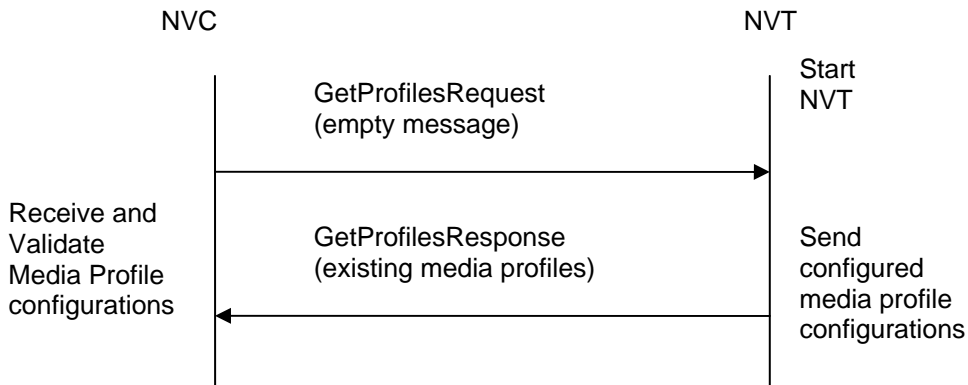 NVC
NVT
Start
NVT
GetProfilesRequest
(empty message)
Receive and
Validate
Media Profile
configurations
GetProfilesResponse
(existing media profiles)
Send
configured
media profile
configurations